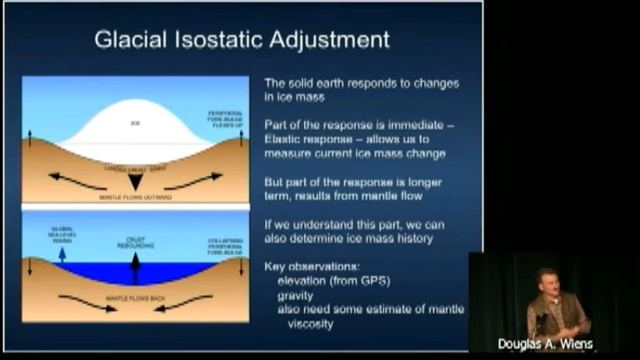 Glacial Isostatic Adjustment
ICE
PERIPHERAL
FORE-BULGE
FLEXES UP
MANTLE FLOWS OUTWARD
GLOBAL
SEA LEVEL
RISING
CRUST
REBOUNDING
COLLAPSING
PERIPHERAL
FORE-BULGE
MANTLE FLOWS BACK
The solid earth responds to changes
in ice mass
Part of the response is immediate –
Elastic response – allows us to
measure current ice mass change
But part of the response is longer
term, results from mantle flow
If we understand this part, we can
also determine ice mass history
Key observations:
elevation (from GPS)
gravity
also need some estimate of mantle
viscosity
Douglas A. Wiens